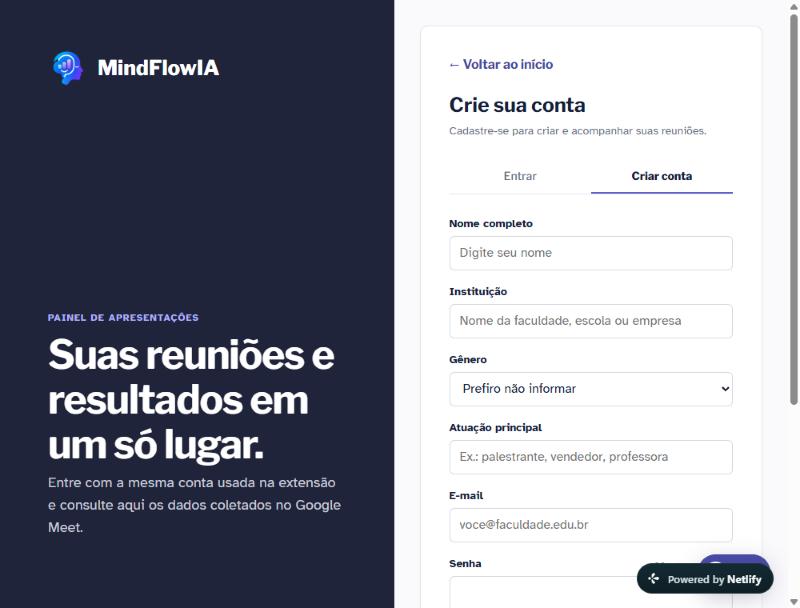 MindFlowIA
PAINEL DE APRESENTAÇÕES
Suas reuniões e
resultados em
um só lugar.
Entre com a mesma conta usada na extensão
e consulte aqui os dados coletados no Google
Meet.
← Voltar ao início
Crie sua conta
Cadastre-se para criar e acompanhar suas reuniões.
Entrar
Criar conta
Nome completo
Digite seu nome
Instituição
Nome da faculdade, escola ou empresa
Gênero
Prefiro não informar
Atuação principal
Ex.: palestrante, vendedor, professora
E-mail
voce@faculdade.edu.br
Senha
Powered by Netlify